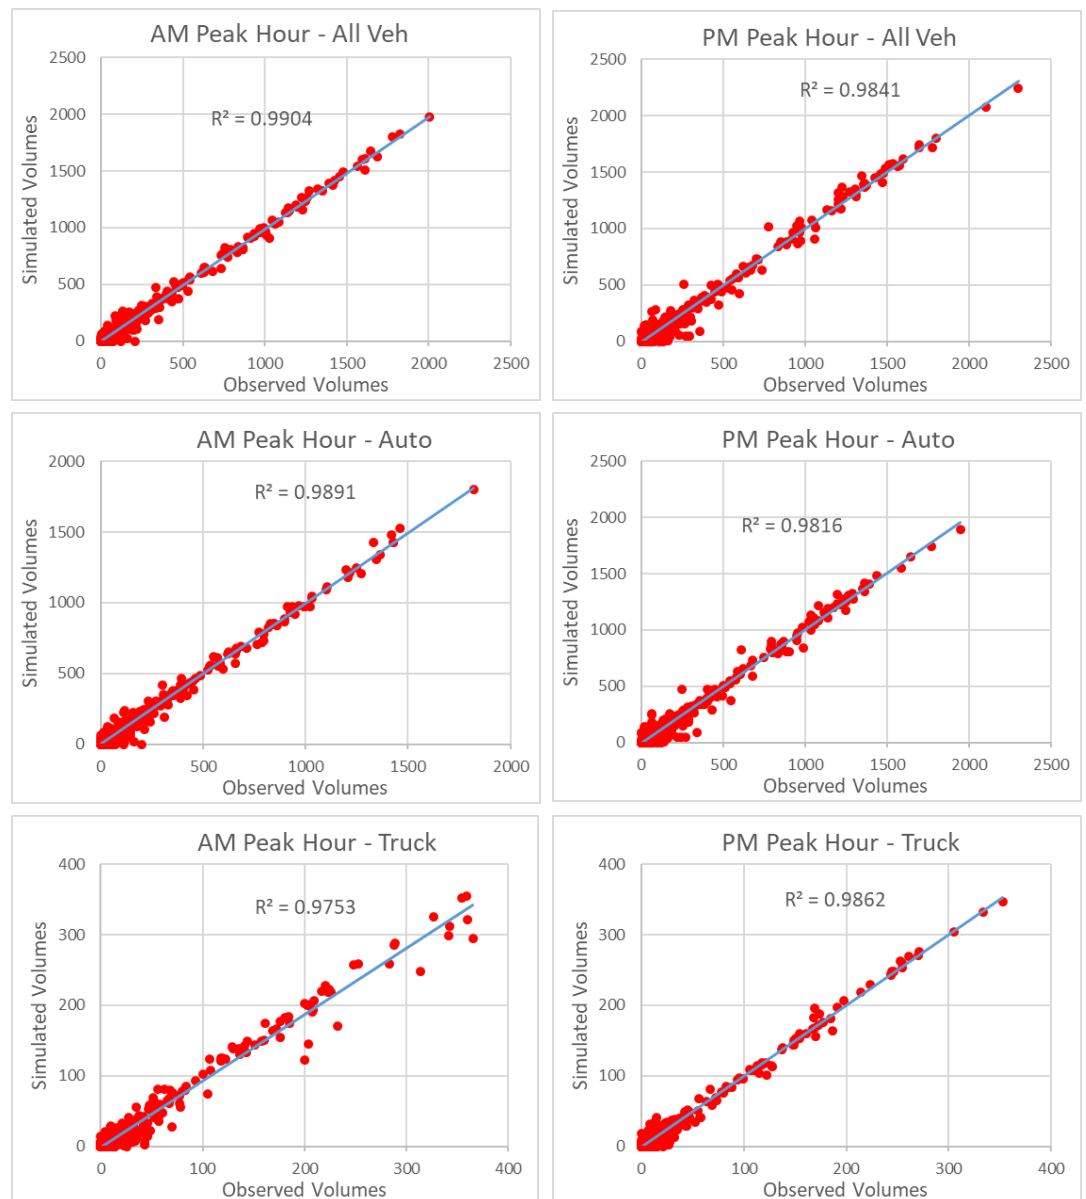 AM Peak Hour - All Veh
2500
2000
1500
1000
500
0
R² = 0.9904
Simulated Volumes
0 500 1000 1500 2000 2500
Observed Volumes
PM Peak Hour - All Veh
2500
2000
1500
1000
500
0
R² = 0.9841
Simulated Volumes
0 500 1000 1500 2000 2500
Observed Volumes
AM Peak Hour - Auto
2000
1500
1000
500
0
R² = 0.9891
Simulated Volumes
0 500 1000 1500 2000
Observed Volumes
PM Peak Hour - Auto
2500
2000
1500
1000
500
0
R² = 0.9816
Simulated Volumes
0 500 1000 1500 2000 2500
Observed Volumes
AM Peak Hour - Truck
400
300
200
100
0
R² = 0.9753
Simulated Volumes
0 100 200 300 400
Observed Volumes
PM Peak Hour - Truck
400
300
200
100
0
R² = 0.9862
Simulated Volumes
0 100 200 300 400
Observed Volumes